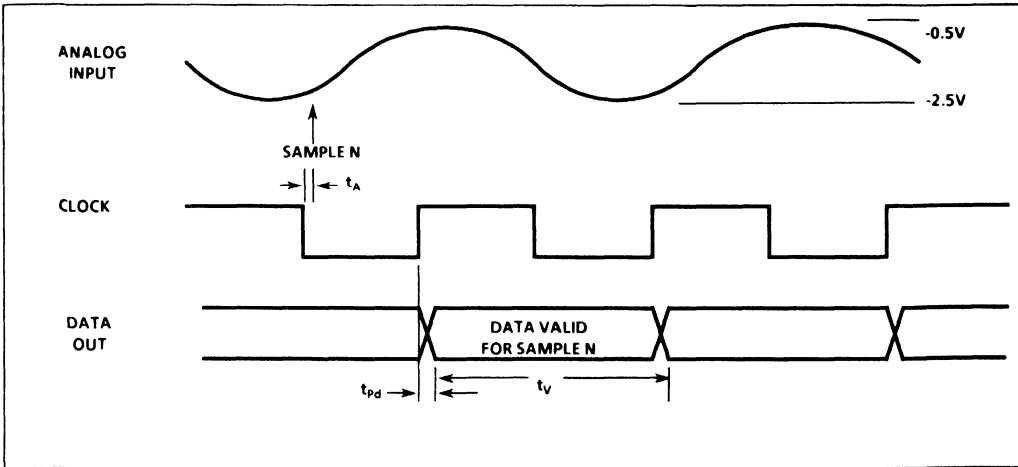 ANALOG
INPUT
-0.5V
-2.5V
SAMPLE N
tA
CLOCK
DATA
OUT
DATA VALID
FOR SAMPLE N
tPd
tV